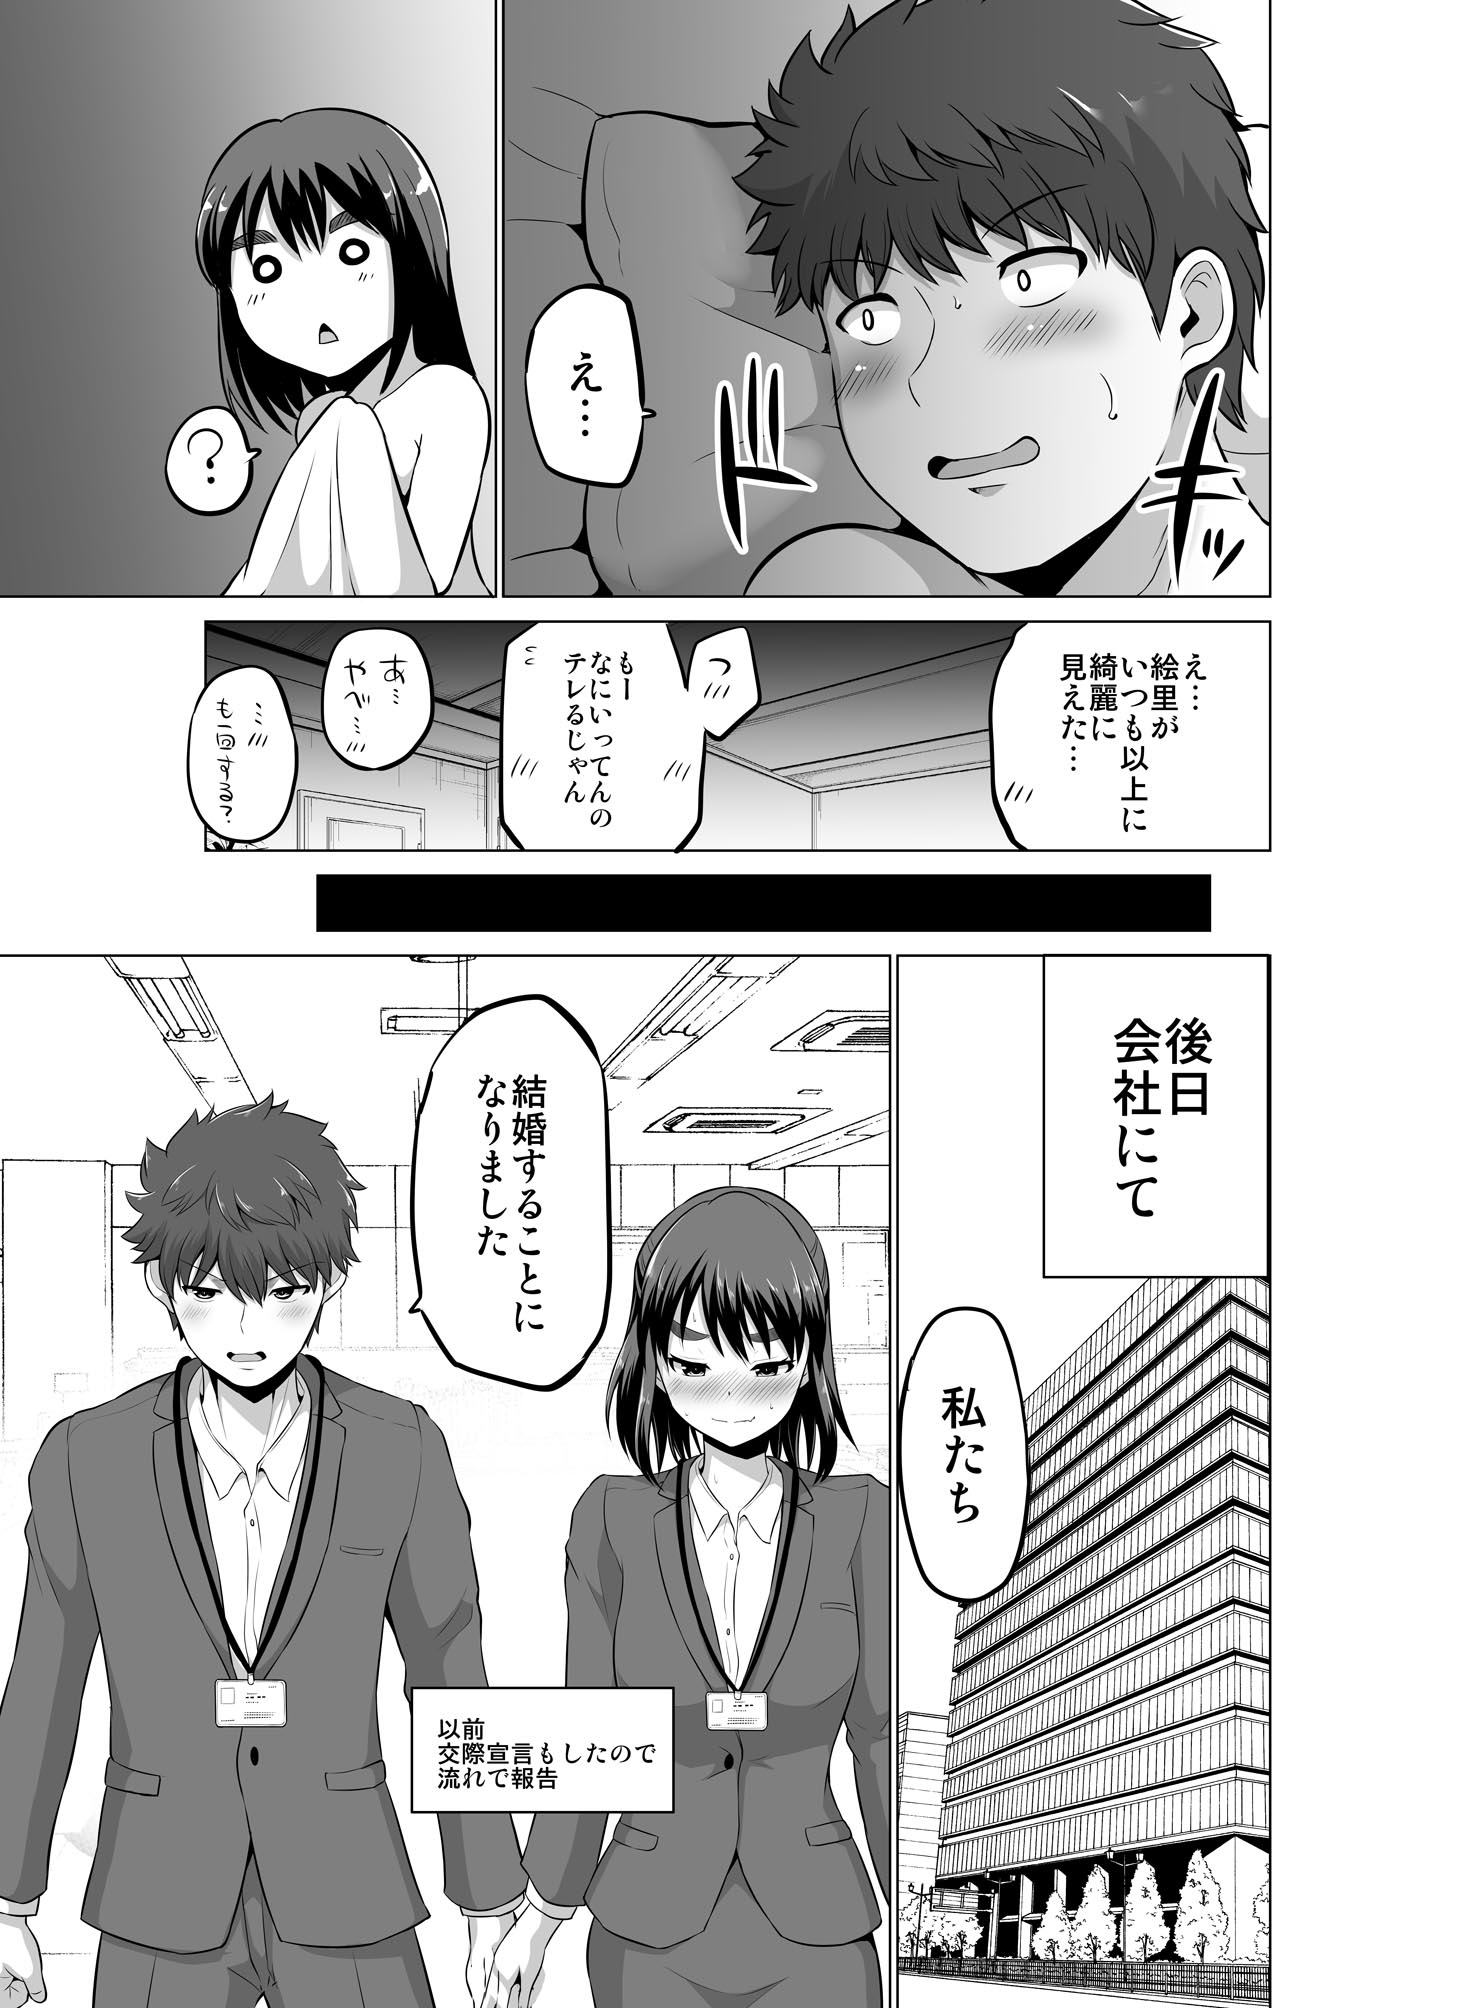 え…
ドキッ
？
え…
絵里が
いつも以上に
綺麗に
見えた…
っ
もー
なにいってんの
テレるじゃん
あ…
やべ…
…
も一回する？
後日
会社にて
私たち
結婚することに
なりました
以前
交際宣言もしたので
流れで報告